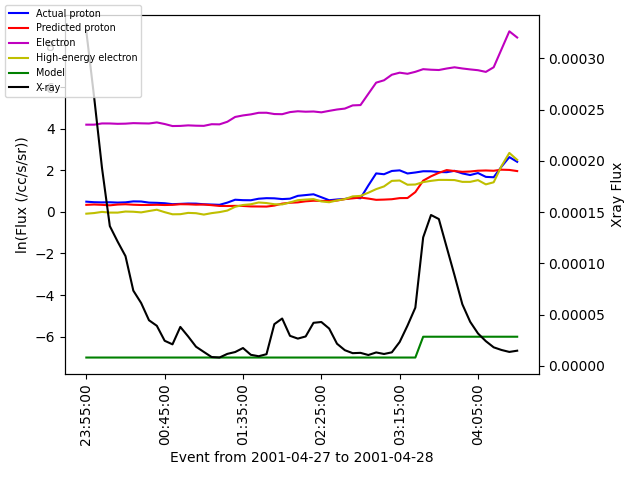 Actual proton
Predicted proton
Electron
High-energy electron
Model
X-ray
8
6
4
2
0
−2
−4
−6
ln(Flux (/cc/s/sr))
0.00030
0.00025
0.00020
0.00015
0.00010
0.00005
0.00000
Xray Flux
23:55:00
00:45:00
01:35:00
02:25:00
03:15:00
04:05:00
Event from 2001-04-27 to 2001-04-28